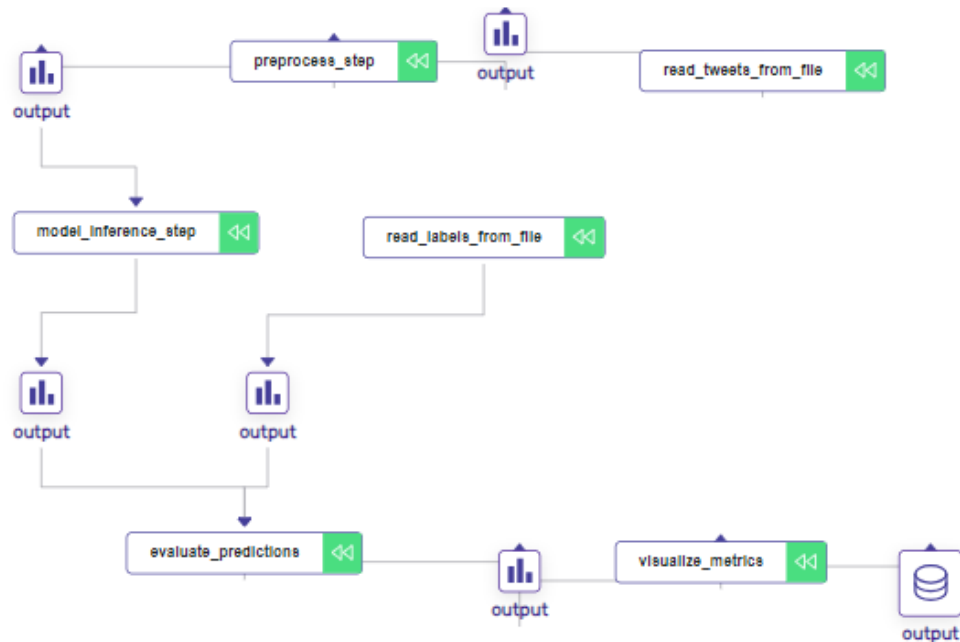 preprocess_step
output
read_tweets_from_file
output
model_inference_step
read_labels_from_file
output
output
evaluate_predictions
visualize_metrics
output
output